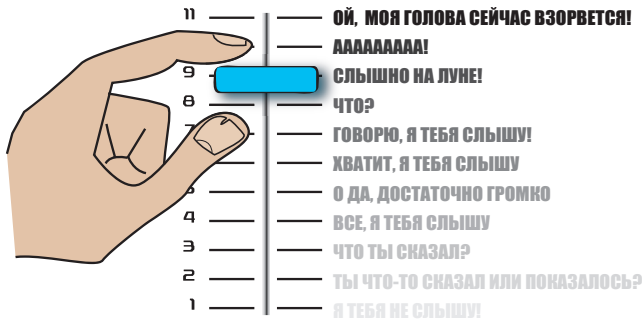 11 ОЙ, МОЯ ГОЛОВА СЕЙЧАС ВЗОРВЕТСЯ!
ААААААААА!
9 СЛЫШНО НА ЛУНЕ!
8 ЧТО?
7 ГОВОРЮ, Я ТЕБЯ СЛЫШУ!
ХВАТИТ, Я ТЕБЯ СЛЫШУ
5 О ДА, ДОСТАТОЧНО ГРОМКО
4 ВСЕ, Я ТЕБЯ СЛЫШУ
3 ЧТО ТЫ СКАЗАЛ?
2 ТЫ ЧТО-ТО СКАЗАЛ ИЛИ ПОКАЗАЛОСЬ?
1 Я ТЕБЯ НЕ СЛЫШУ!